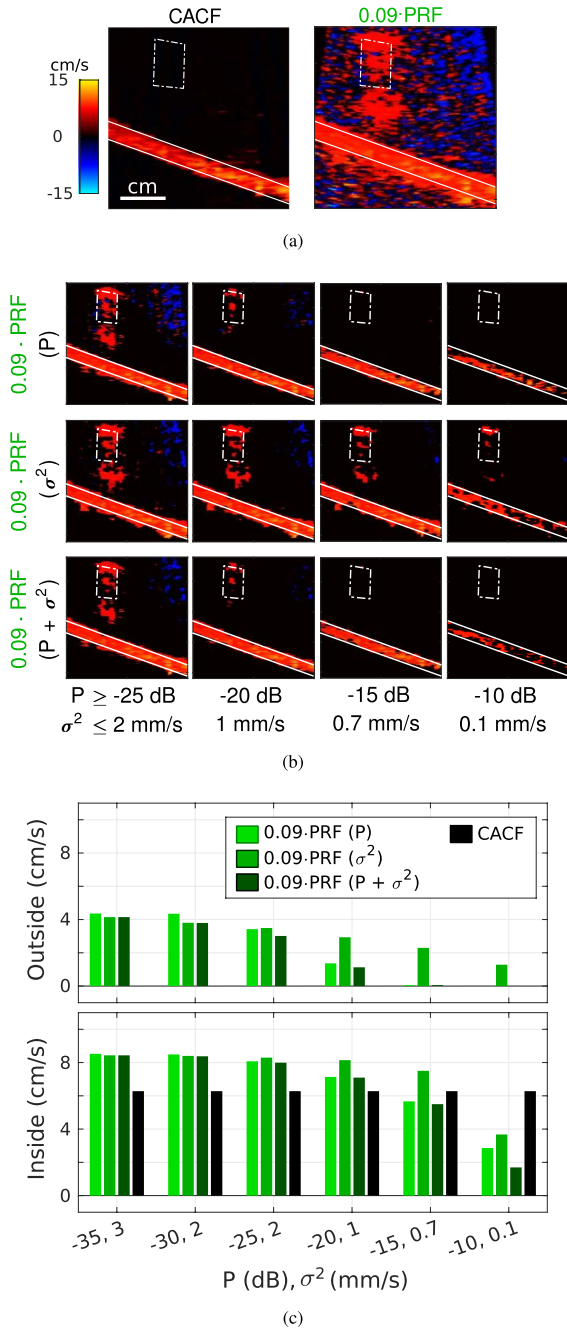 CACF
0.09·PRF
cm/s
15
0
-15
cm
(a)
0.09 · PRF
(P)
0.09 · PRF
(σ²)
0.09 · PRF
(P + σ²)
P ≥ -25 dB
-20 dB
-15 dB
-10 dB
σ² ≤ 2 mm/s
1 mm/s
0.7 mm/s
0.1 mm/s
(b)
0.09·PRF (P)
CACF
0.09·PRF (σ²)
0.09·PRF (P + σ²)
Outside (cm/s)
8
4
0
Inside (cm/s)
8
4
0
-35, 3
-30, 2
-25, 2
-20, 1
-15, 0.7
-10, 0.1
P (dB), σ² (mm/s)
(c)